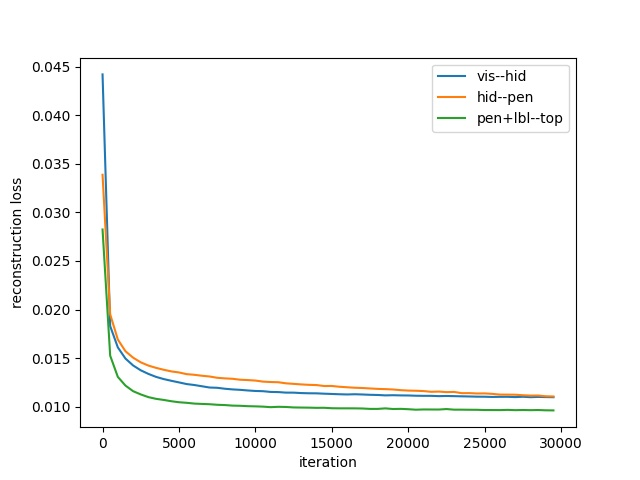 0.045
0.040
0.035
0.030
0.025
0.020
0.015
0.010
reconstruction loss
vis--hid
hid--pen
pen+lbl--top
0 5000 10000 15000 20000 25000 30000
iteration